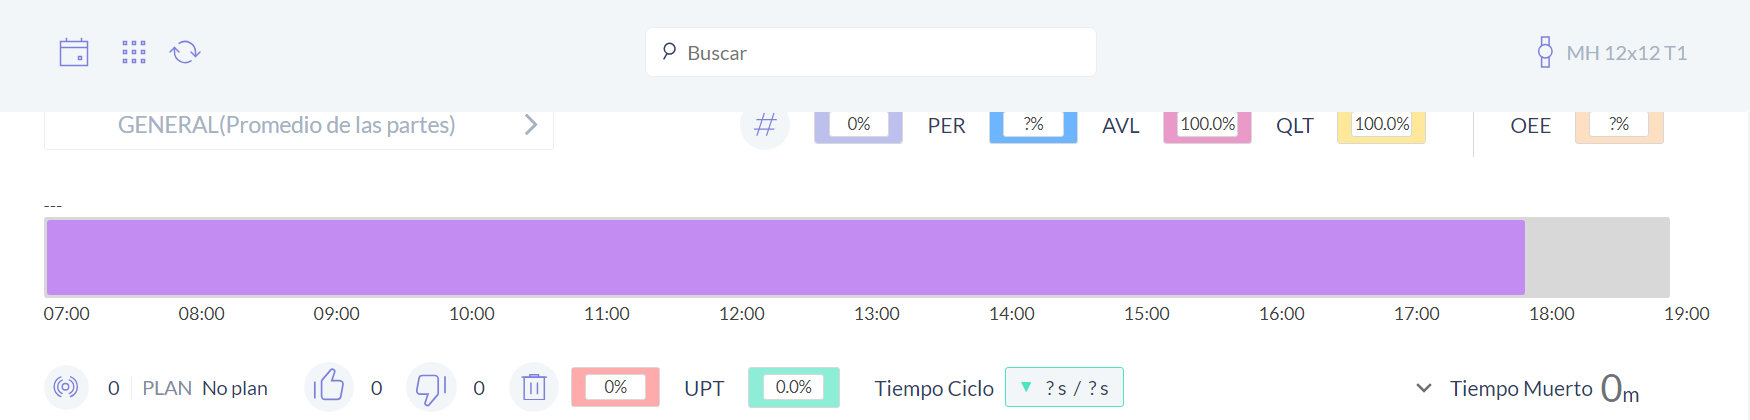 Buscar
MH 12x12 T1
GENERAL(Promedio de las partes)
# 0% PER ?% AVL 100.0% QLT 100.0% OEE ?%
---
07:00 08:00 09:00 10:00 11:00 12:00 13:00 14:00 15:00 16:00 17:00 18:00 19:00
0 PLAN No plan 0 0 0% UPT 0.0% Tiempo Ciclo ▼ ? s / ? s Tiempo Muerto 0m